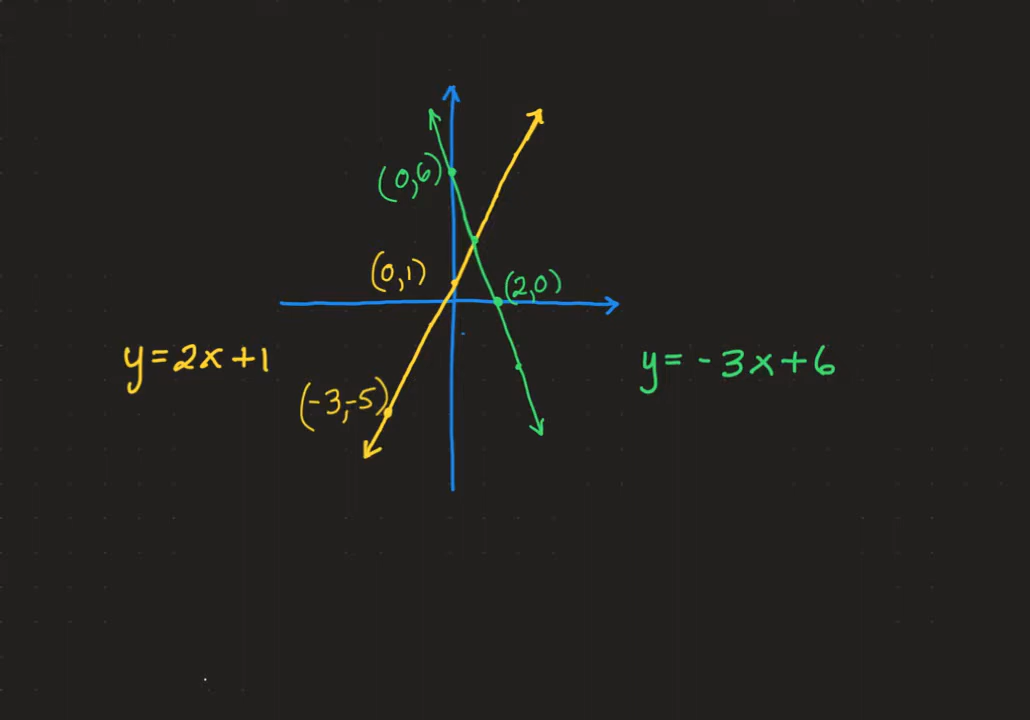 (0,6)
(0,1)
(2,0)
y=2x+1
y=-3x+6
(-3,-5)